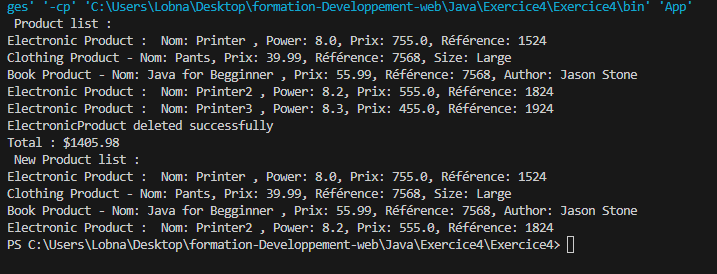 ges' '-cp' 'C:\Users\Lobna\Desktop\formation-Developpement-web\Java\Exercice4\Exercice4\bin' 'App'
Product list :
Electronic Product :  Nom: Printer , Power: 8.0, Prix: 755.0, Référence: 1524
Clothing Product - Nom: Pants, Prix: 39.99, Référence: 7568, Size: Large
Book Product - Nom: Java for Begginner , Prix: 55.99, Référence: 7568, Author: Jason Stone
Electronic Product :  Nom: Printer2 , Power: 8.2, Prix: 555.0, Référence: 1824
Electronic Product :  Nom: Printer3 , Power: 8.3, Prix: 455.0, Référence: 1924
ElectronicProduct deleted successfully
Total : $1405.98
New Product list :
Electronic Product :  Nom: Printer , Power: 8.0, Prix: 755.0, Référence: 1524
Clothing Product - Nom: Pants, Prix: 39.99, Référence: 7568, Size: Large
Book Product - Nom: Java for Begginner , Prix: 55.99, Référence: 7568, Author: Jason Stone
Electronic Product :  Nom: Printer2 , Power: 8.2, Prix: 555.0, Référence: 1824
PS C:\Users\Lobna\Desktop\formation-Developpement-web\Java\Exercice4\Exercice4>